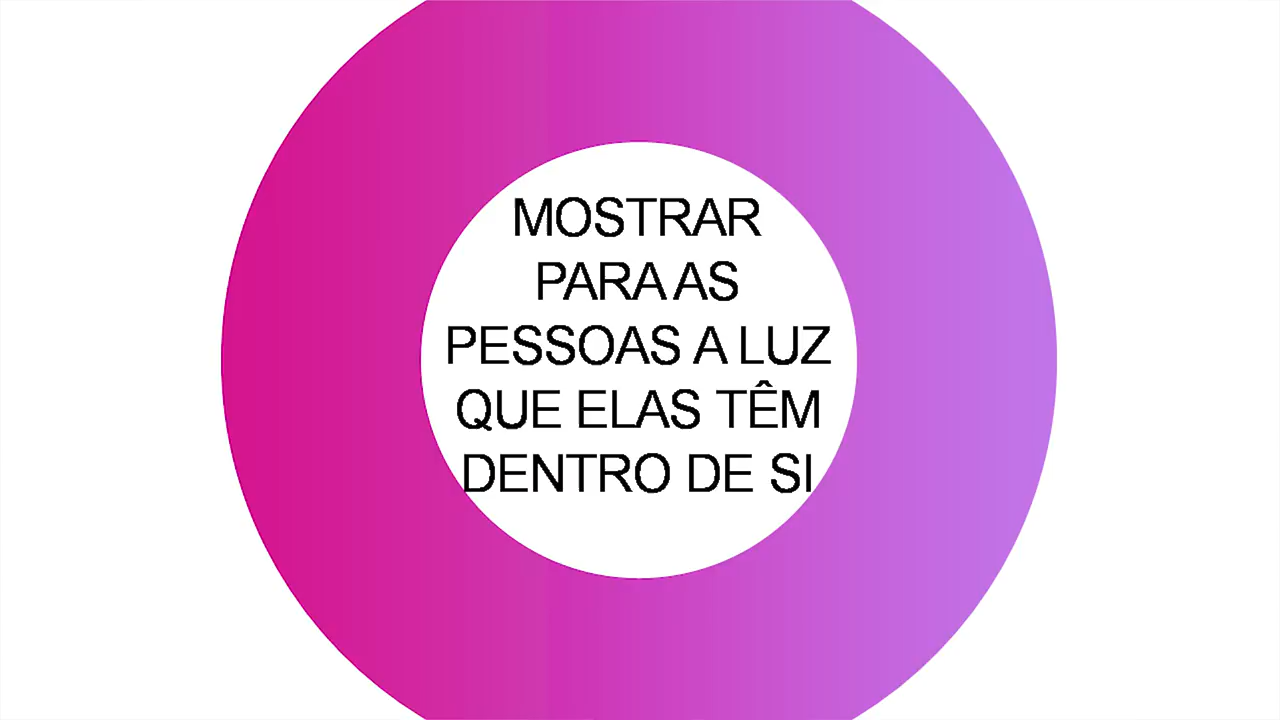 MOSTRAR
PARA AS
PESSOAS A LUZ
QUE ELAS TÊM
DENTRO DE SI